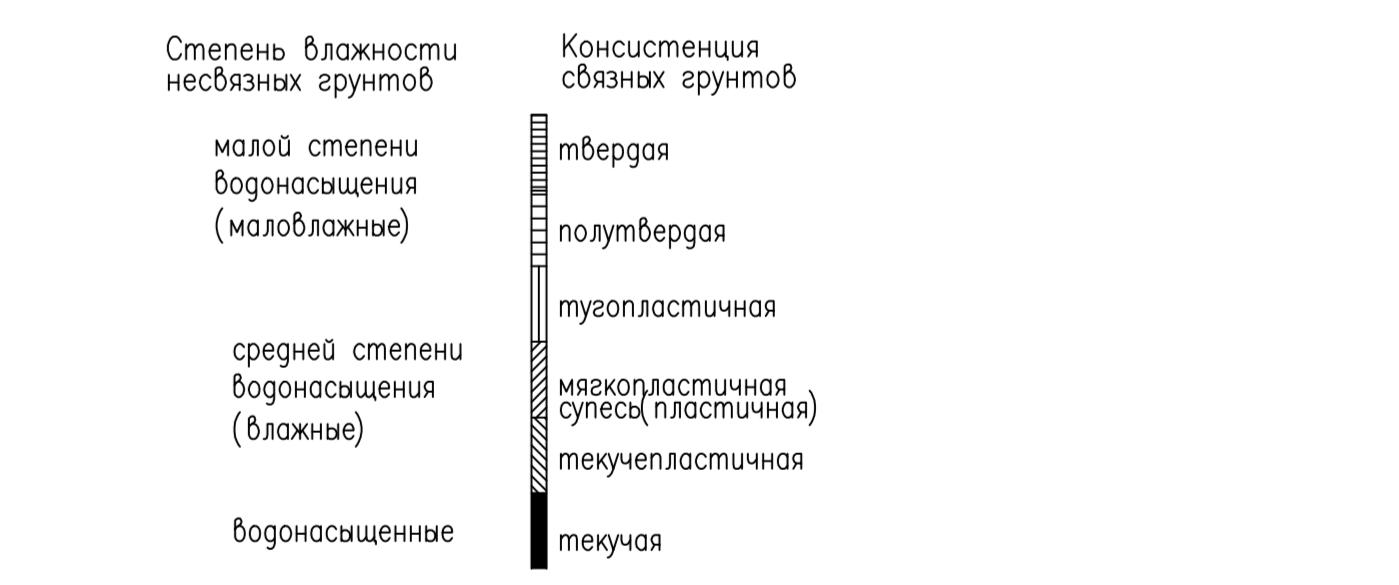 Степень влажности
несвязных грунтов
малой степени
водонасыщения
(маловлажные)
средней степени
водонасыщения
(влажные)
водонасыщенные
Консистенция
связных грунтов
твердая
полутвердая
тугопластичная
мягкопластичная
супесь(пластичная)
текучепластичная
текучая